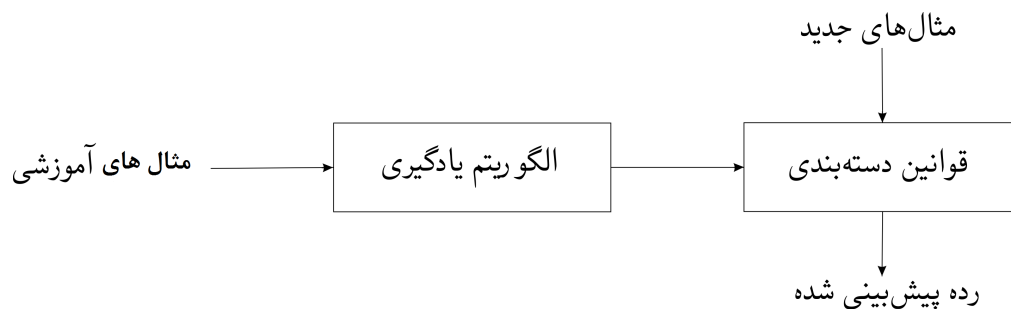 مثال‌های جدید
مثال های آموزشی
الگوریتم یادگیری
قوانین دسته‌بندی
رده پیش‌بینی شده